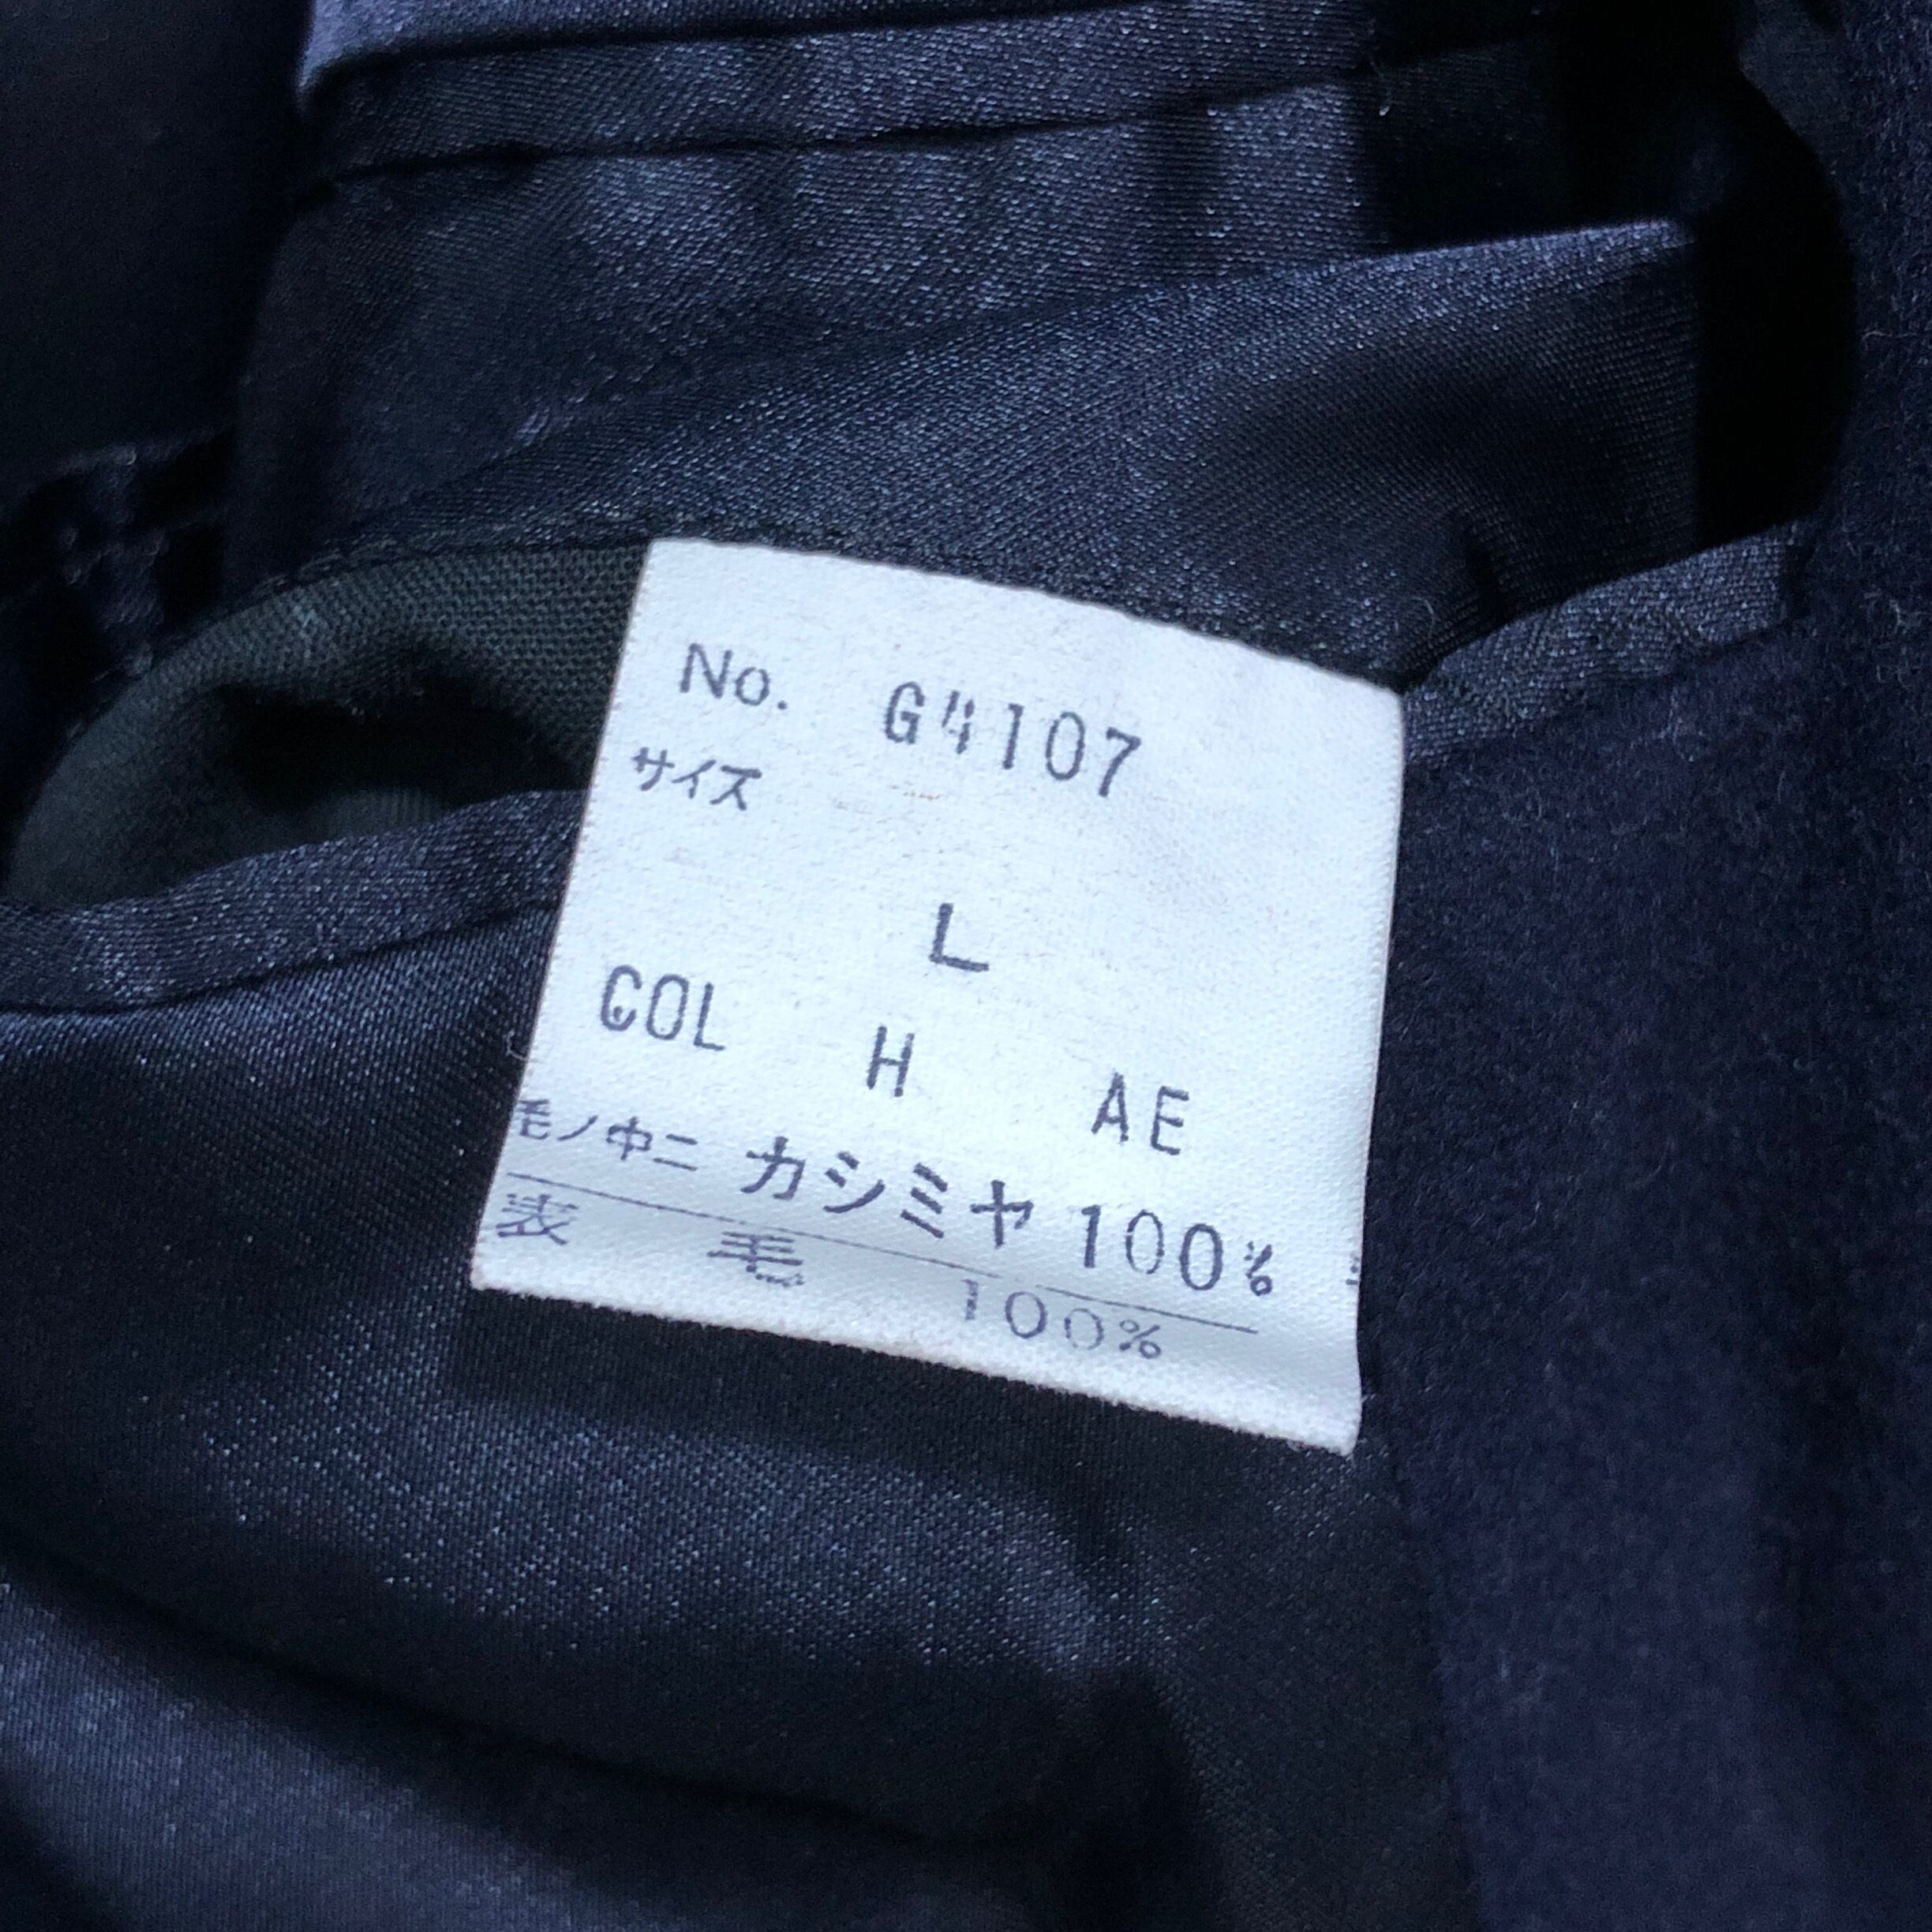 No. G4107
サイズ
L
COL H AE
毛ノ中ニ カシミヤ 100%
表 毛 100%